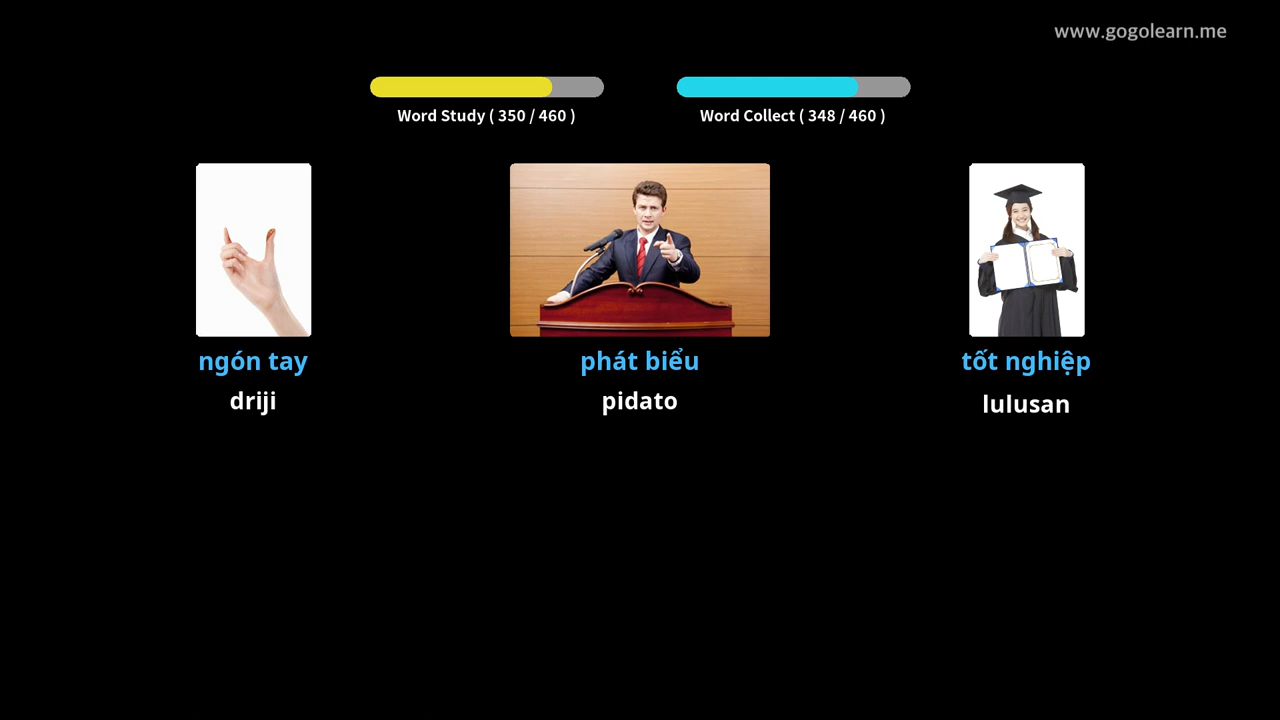 www.gogolearn.me
Word Study ( 350 / 460 )
Word Collect ( 348 / 460 )
ngón tay
driji
phát biểu
pidato
tốt nghiệp
lulusan